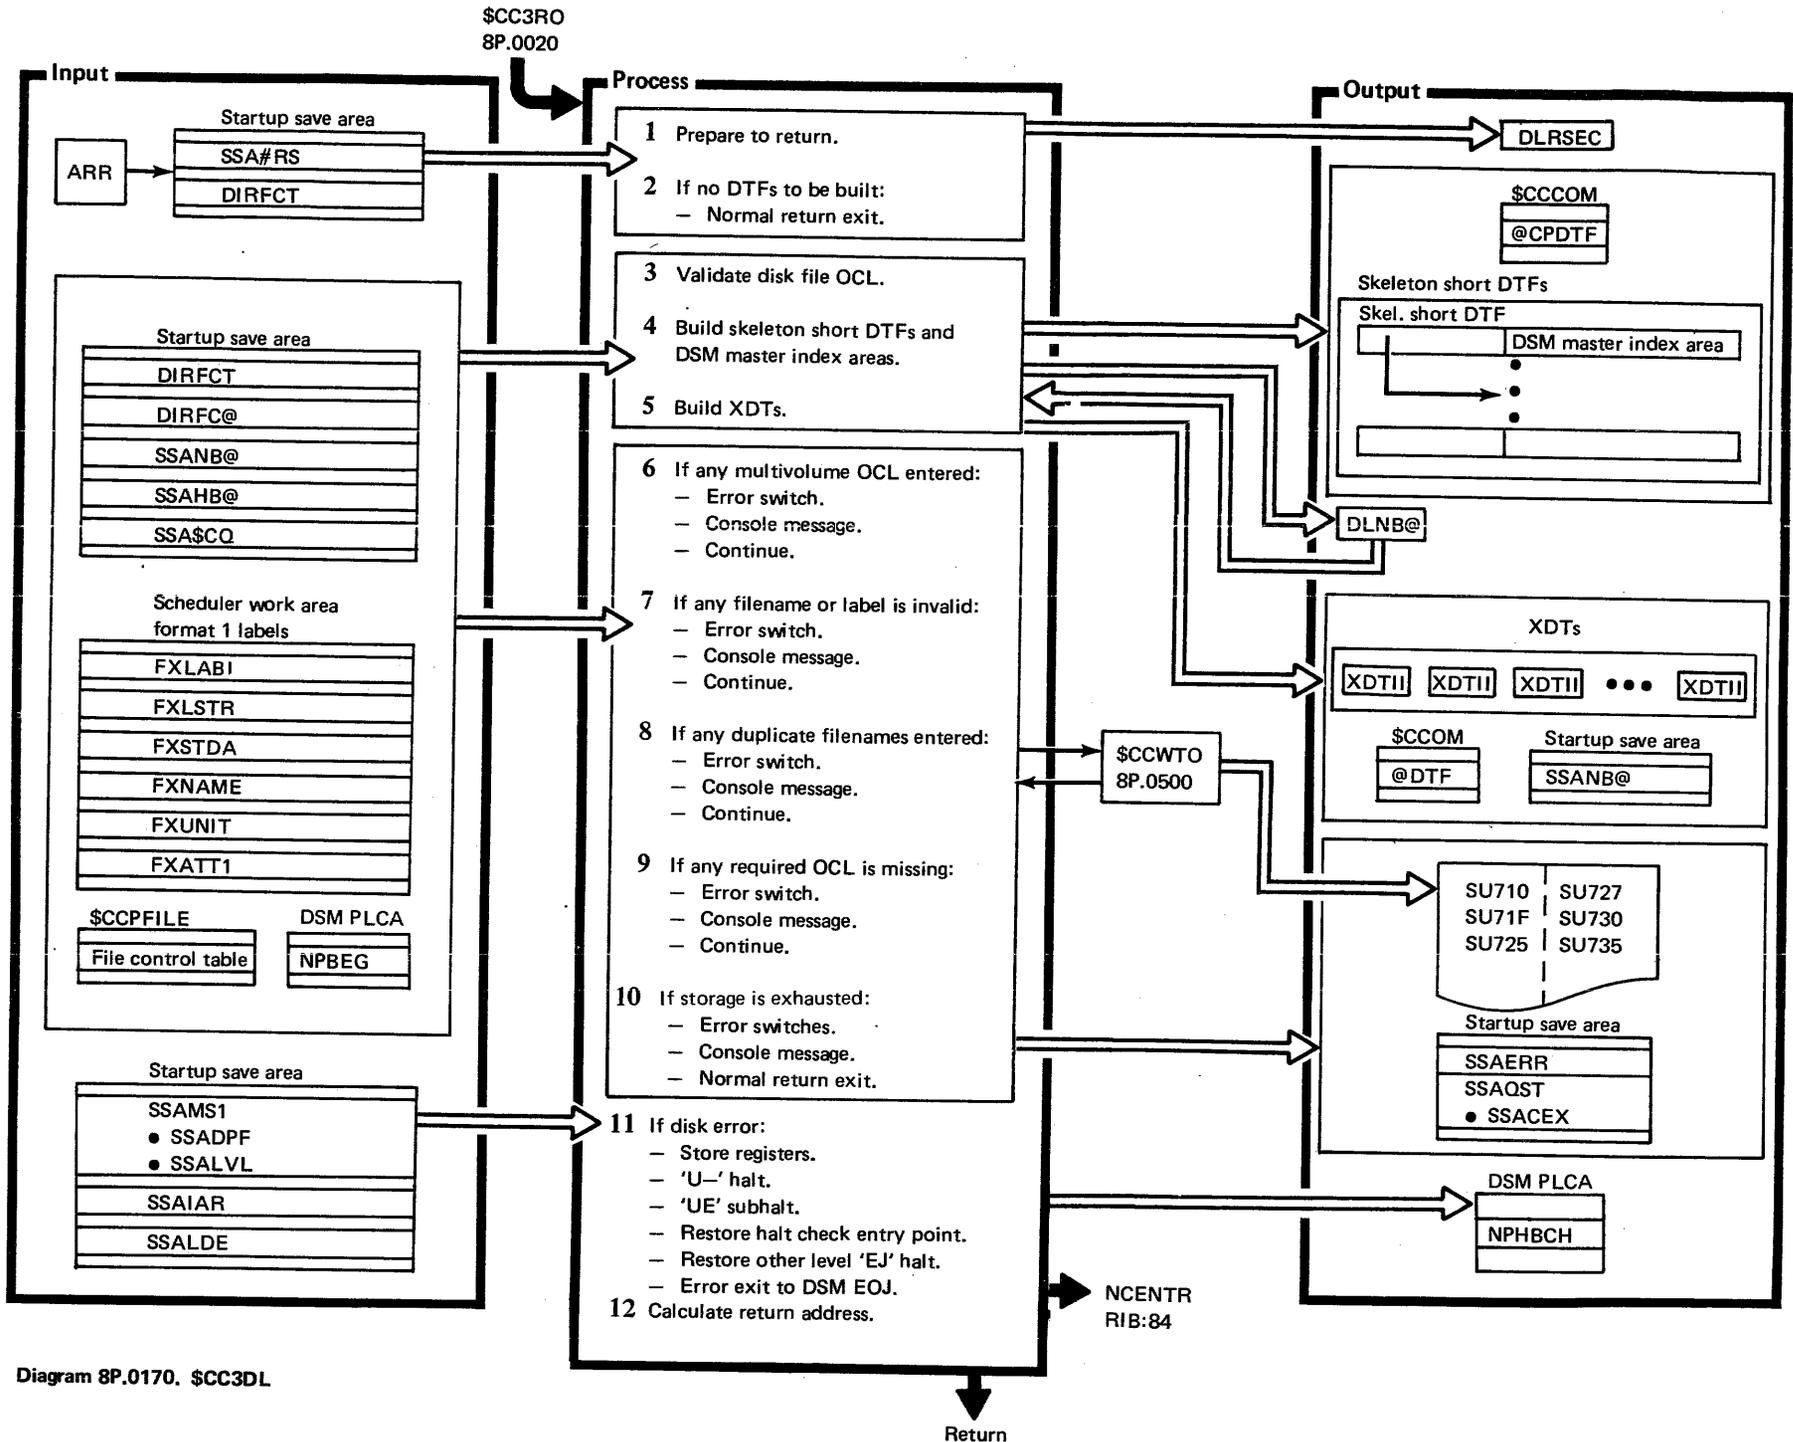 $CC3RO
8P.0020
Input
Startup save area
ARR
SSA#RS
DIRFCT
Startup save area
DIRFCT
DIRFC@
SSANB@
SSAHB@
SSA$CQ
Scheduler work area
format 1 labels
FXLABI
FXLSTR
FXSTDA
FXNAME
FXUNIT
FXATT1
$CCPFILE
File control table
DSM PLCA
NPBEG
Startup save area
SSAMS1
● SSADPF
● SSALVL
SSAIAR
SSALDE
Process
1 Prepare to return.
2 If no DTFs to be built:
– Normal return exit.
3 Validate disk file OCL.
4 Build skeleton short DTFs and
DSM master index areas.
5 Build XDTs.
6 If any multivolume OCL entered:
– Error switch.
– Console message.
– Continue.
7 If any filename or label is invalid:
– Error switch.
– Console message.
– Continue.
8 If any duplicate filenames entered:
– Error switch.
– Console message.
– Continue.
9 If any required OCL is missing:
– Error switch.
– Console message.
– Continue.
10 If storage is exhausted:
– Error switches.
– Console message.
– Normal return exit.
11 If disk error:
– Store registers.
– ‘U–’ halt.
– ‘UE’ subhalt.
– Restore halt check entry point.
– Restore other level ‘EJ’ halt.
– Error exit to DSM EOJ.
12 Calculate return address.
$CCWTO
8P.0500
NCENTR
RIB:84
Return
Output
DLRSEC
$CCCOM
@CPDTF
Skeleton short DTFs
Skel. short DTF
DSM master index area
DLNB@
XDTs
XDTII
XDTII
XDTII
XDTII
$CCOM
@DTF
Startup save area
SSANB@
SU710 SU727
SU71F SU730
SU725 SU735
Startup save area
SSAERR
SSAQST
● SSACEX
DSM PLCA
NPHBCH
Diagram 8P.0170. $CC3DL